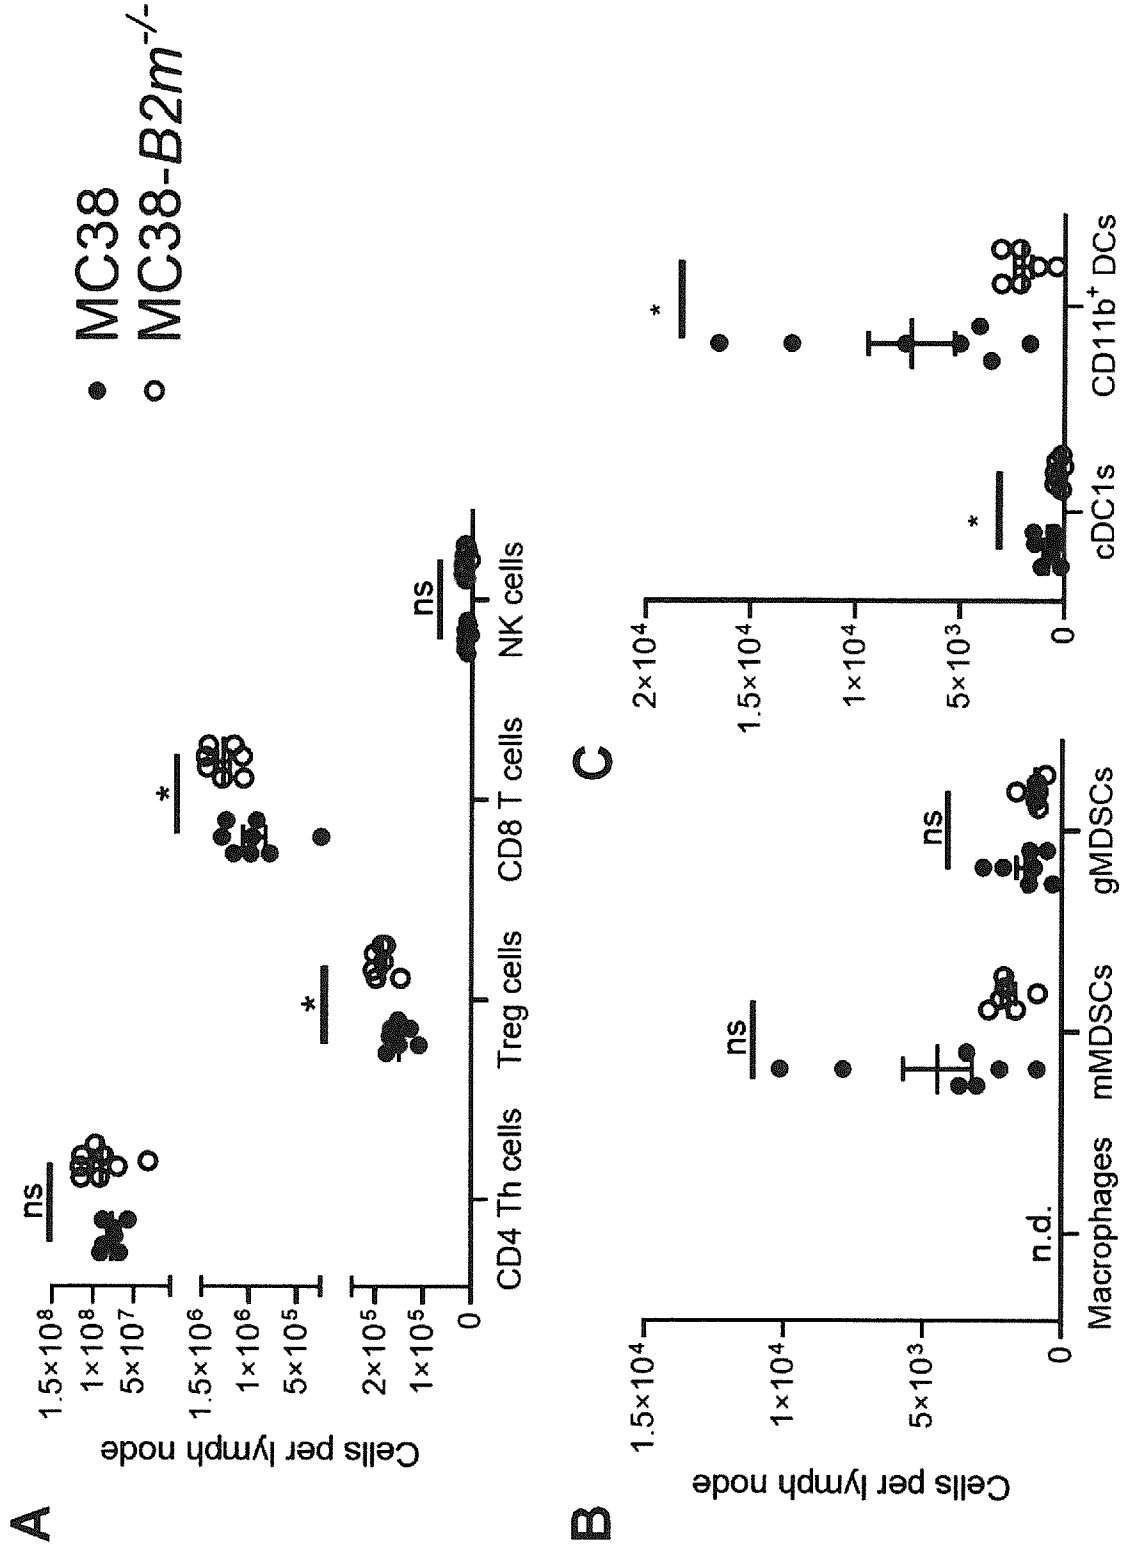 A
MC38
MC38-B2m⁻/⁻
Cells per lymph node
1.5×10⁸
1×10⁸
5×10⁷
1.5×10⁶
1×10⁶
5×10⁵
2×10⁵
1×10⁵
0
ns
*
*
ns
CD4 Th cells
Treg cells
CD8 T cells
NK cells
B
Cells per lymph node
1.5×10⁴
1×10⁴
5×10³
0
n.d.
ns
ns
Macrophages
mMDSCs
gMDSCs
C
2×10⁴
1.5×10⁴
1×10⁴
5×10³
0
*
*
cDC1s
CD11b⁺ DCs